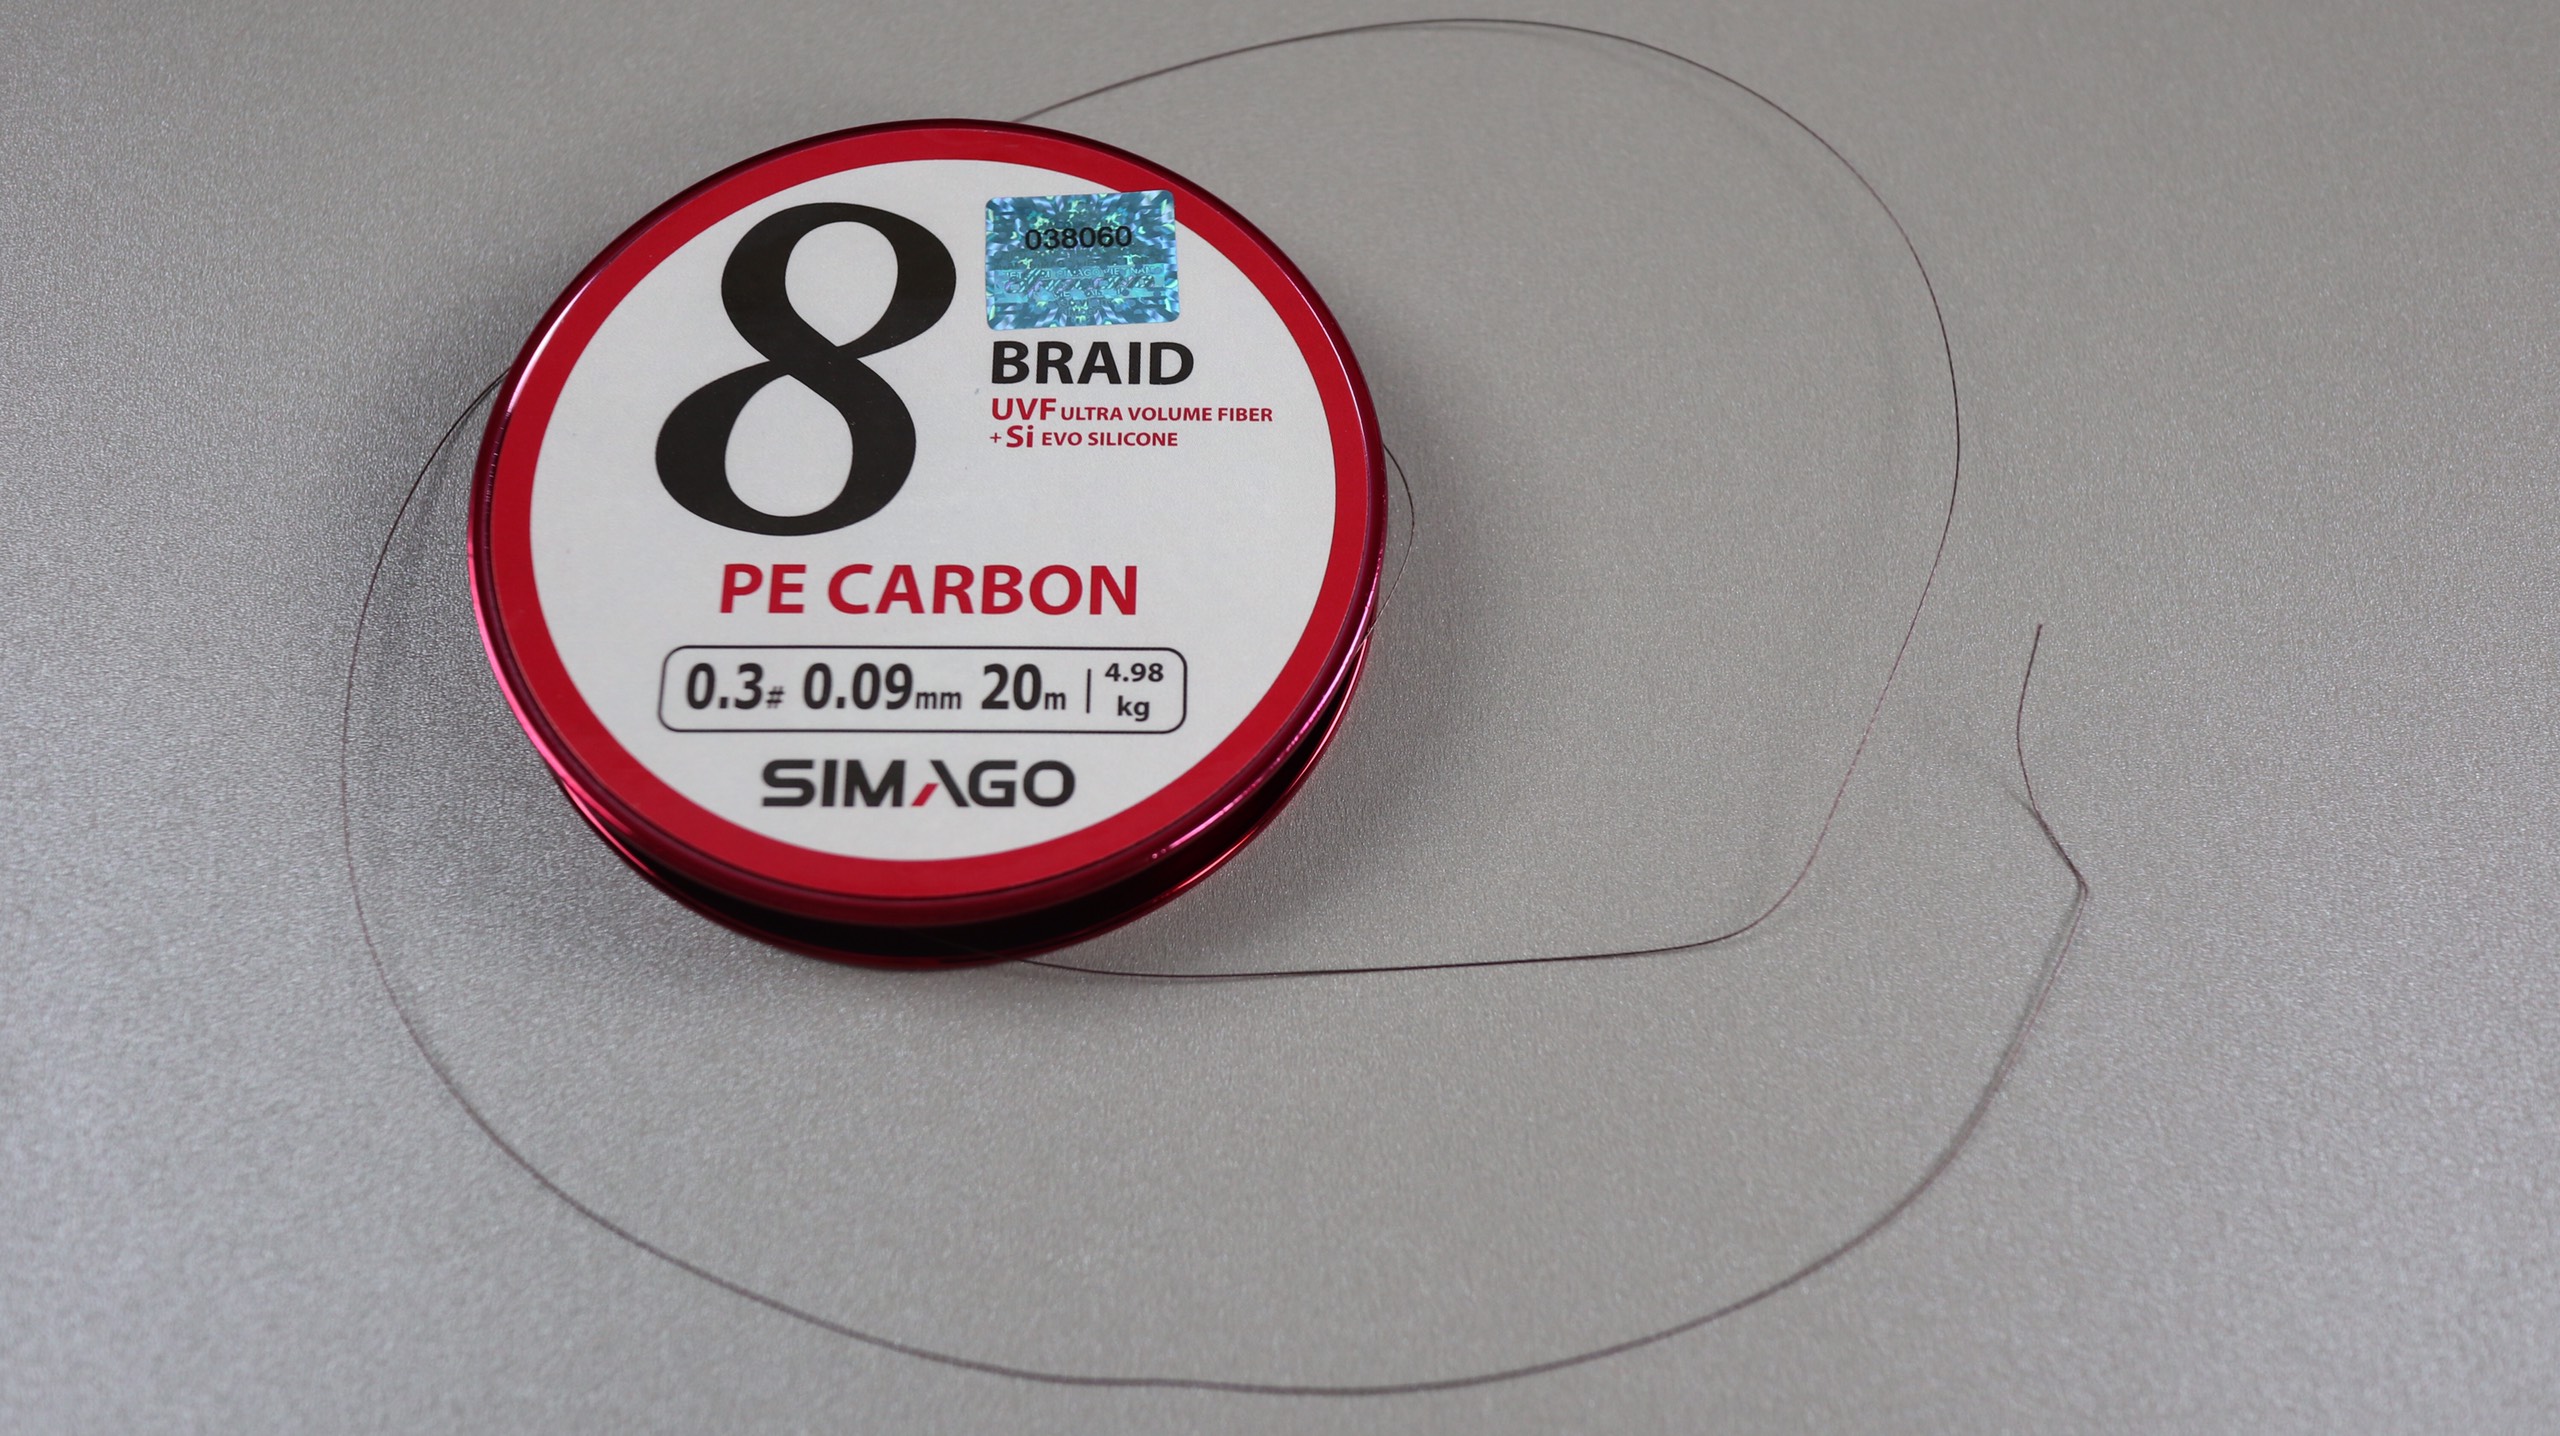 8
038060
BRAID
UVF ULTRA VOLUME FIBER
+ Si EVO SILICONE
PE CARBON
0.3# 0.09mm 20m | 4.98 kg
SIMAGO